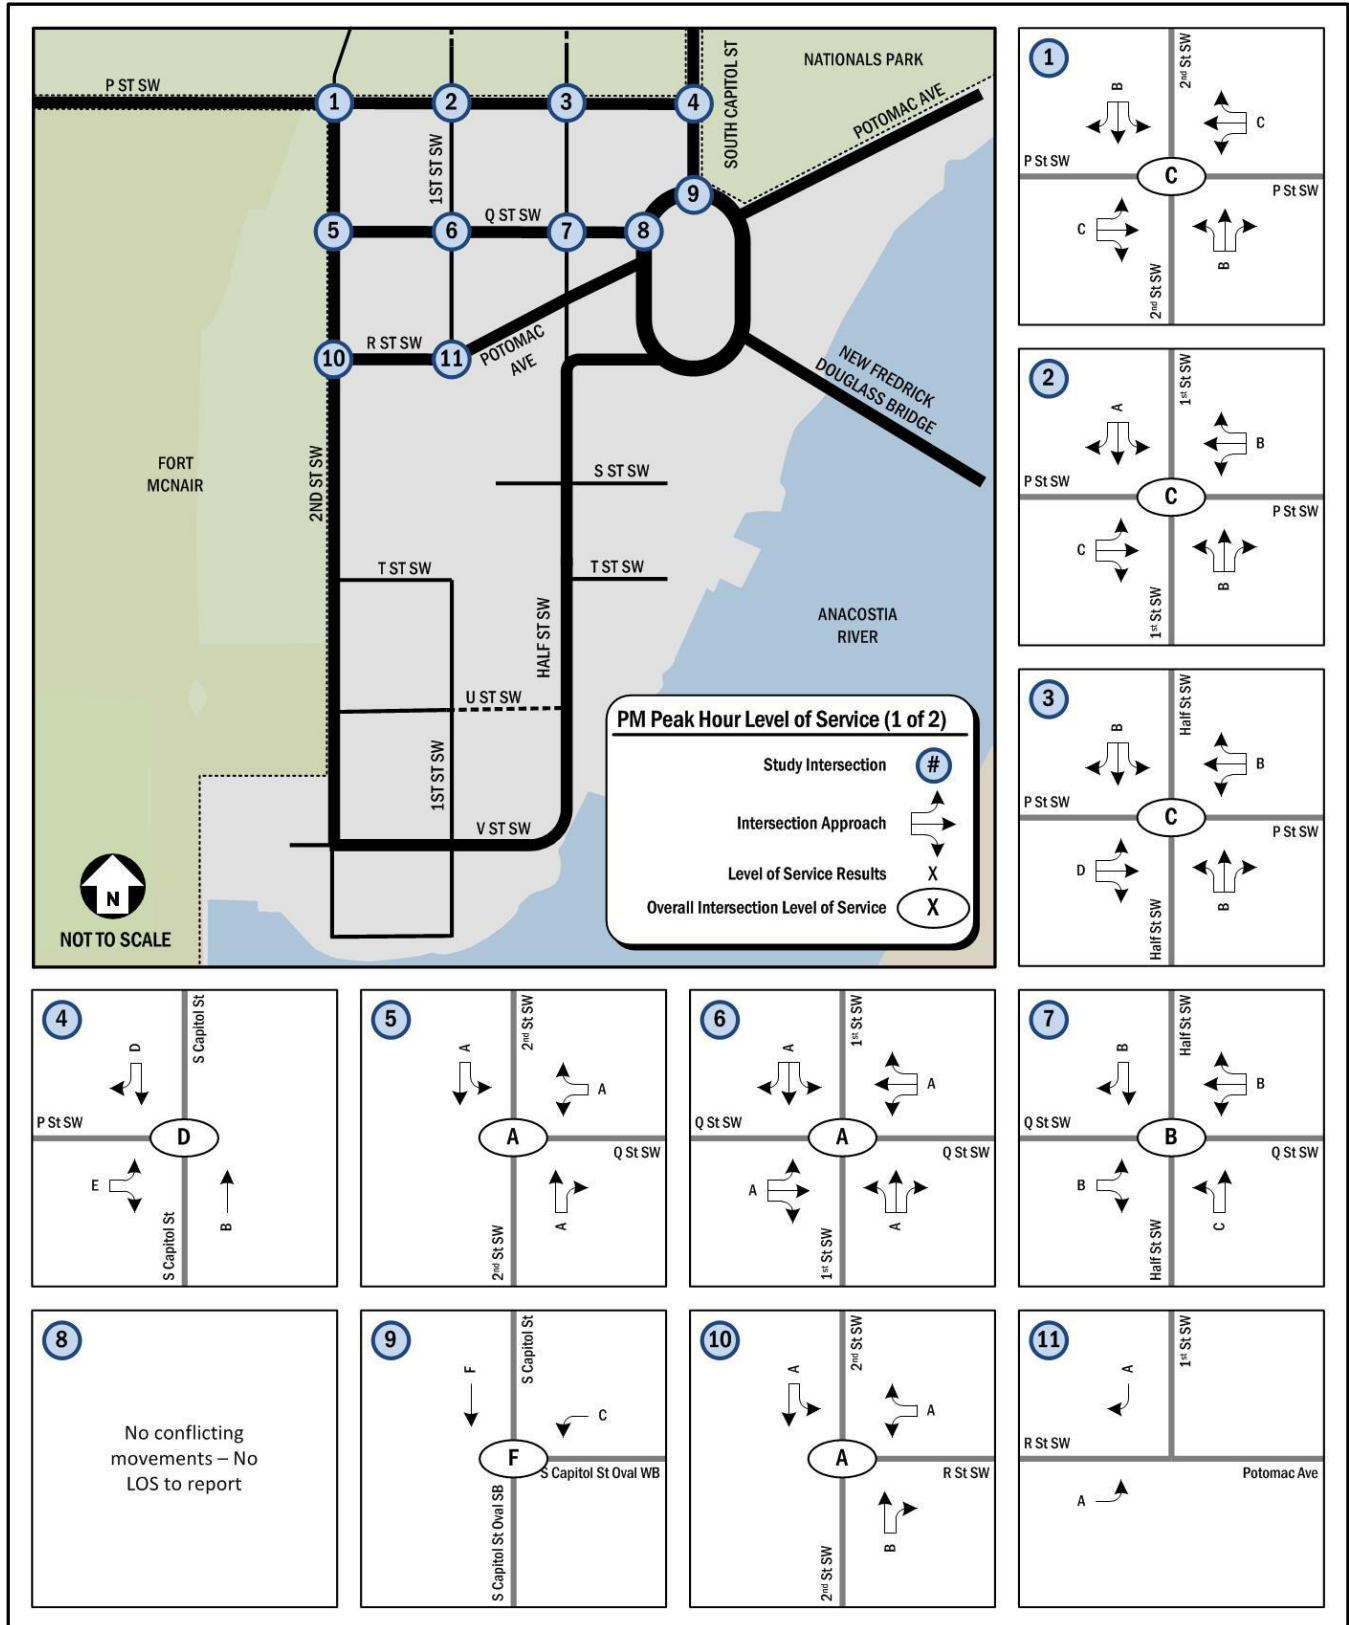 P ST SW
1
2
3
4
SOUTH CAPITOL ST
NATIONALS PARK
POTOMAC AVE
1ST ST SW
Q ST SW
5
6
7
8
9
R ST SW
10
11
POTOMAC
AVE
NEW FREDRICK
DOUGLASS BRIDGE
FORT
MCNAIR
2ND ST SW
S ST SW
T ST SW
T ST SW
HALF ST SW
ANACOSTIA
RIVER
U ST SW
1ST ST SW
V ST SW
N
NOT TO SCALE
PM Peak Hour Level of Service (1 of 2)
Study Intersection #
Intersection Approach
Level of Service Results X
Overall Intersection Level of Service X
1
2nd St SW
B
C
P St SW
C
P St SW
C
B
2nd St SW
2
1st St SW
A
B
P St SW
C
P St SW
C
B
1st St SW
3
Half St SW
B
B
P St SW
C
P St SW
D
B
Half St SW
4
S Capitol St
D
P St SW
D
E
B
S Capitol St
5
2nd St SW
A
A
A
Q St SW
A
2nd St SW
6
1st St SW
A
A
Q St SW
A
Q St SW
A
A
1st St SW
7
Half St SW
B
B
Q St SW
B
Q St SW
B
C
Half St SW
8
No conflicting
movements – No
LOS to report
9
S Capitol St
F
C
F
S Capitol St Oval WB
S Capitol St Oval SB
10
2nd St SW
A
A
A
R St SW
B
2nd St SW
11
1st St SW
A
R St SW
Potomac Ave
A